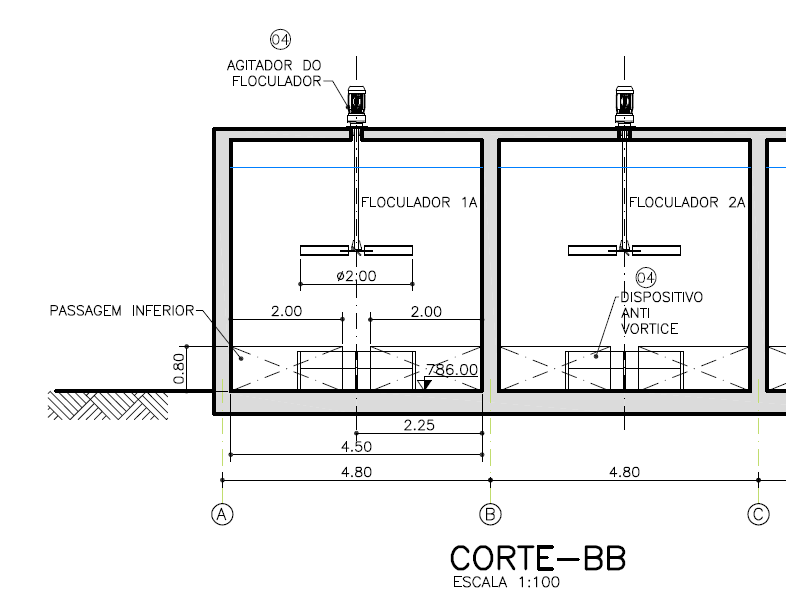 04
AGITADOR DO
FLOCULADOR
FLOCULADOR 1A
FLOCULADOR 2A
ø2.00
04
DISPOSITIVO
ANTI
VORTICE
PASSAGEM INFERIOR
2.00
2.00
0.80
786.00
2.25
4.50
4.80
4.80
A
B
C
CORTE-BB
ESCALA 1:100